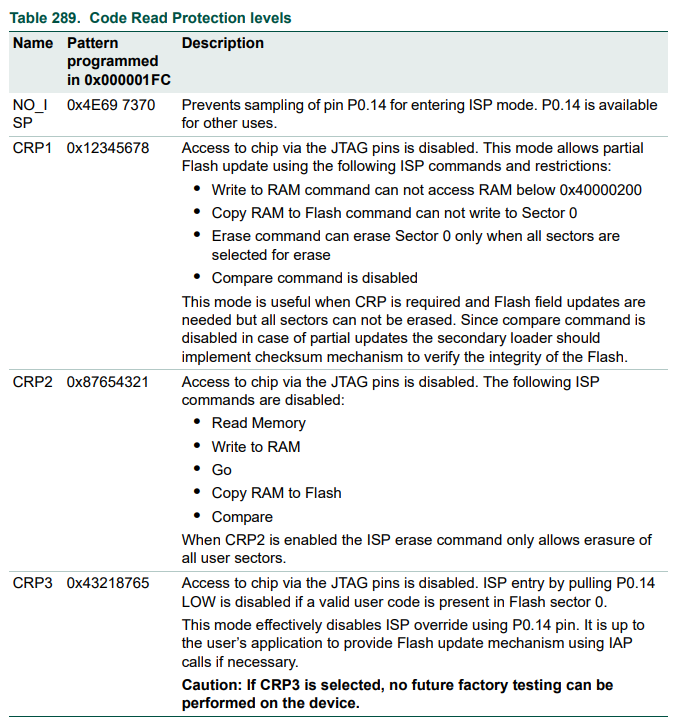 Table 289. Code Read Protection levels
Name Pattern programmed in 0x000001FC Description
NO_I SP 0x4E69 7370 Prevents sampling of pin P0.14 for entering ISP mode. P0.14 is available
for other uses.
CRP1 0x12345678 Access to chip via the JTAG pins is disabled. This mode allows partial
Flash update using the following ISP commands and restrictions:
• Write to RAM command can not access RAM below 0x40000200
• Copy RAM to Flash command can not write to Sector 0
• Erase command can erase Sector 0 only when all sectors are
selected for erase
• Compare command is disabled
This mode is useful when CRP is required and Flash field updates are
needed but all sectors can not be erased. Since compare command is
disabled in case of partial updates the secondary loader should
implement checksum mechanism to verify the integrity of the Flash.
CRP2 0x87654321 Access to chip via the JTAG pins is disabled. The following ISP
commands are disabled:
• Read Memory
• Write to RAM
• Go
• Copy RAM to Flash
• Compare
When CRP2 is enabled the ISP erase command only allows erasure of
all user sectors.
CRP3 0x43218765 Access to chip via the JTAG pins is disabled. ISP entry by pulling P0.14
LOW is disabled if a valid user code is present in Flash sector 0.
This mode effectively disables ISP override using P0.14 pin. It is up to
the user's application to provide Flash update mechanism using IAP
calls if necessary.
Caution: If CRP3 is selected, no future factory testing can be
performed on the device.